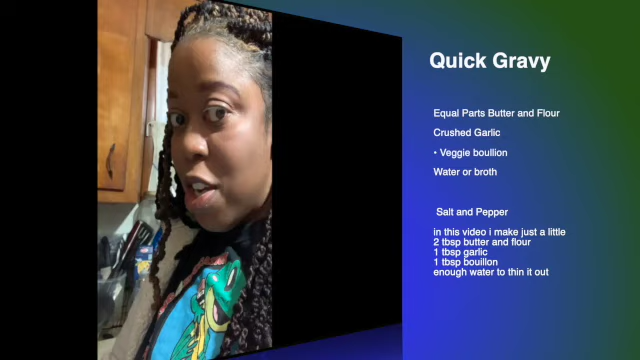 Quick Gravy
Equal Parts Butter and Flour
Crushed Garlic
• Veggie boullion
Water or broth
Salt and Pepper
in this video i make just a little
2 tbsp butter and flour
1 tbsp garlic
1 tbsp bouillon
enough water to thin it out